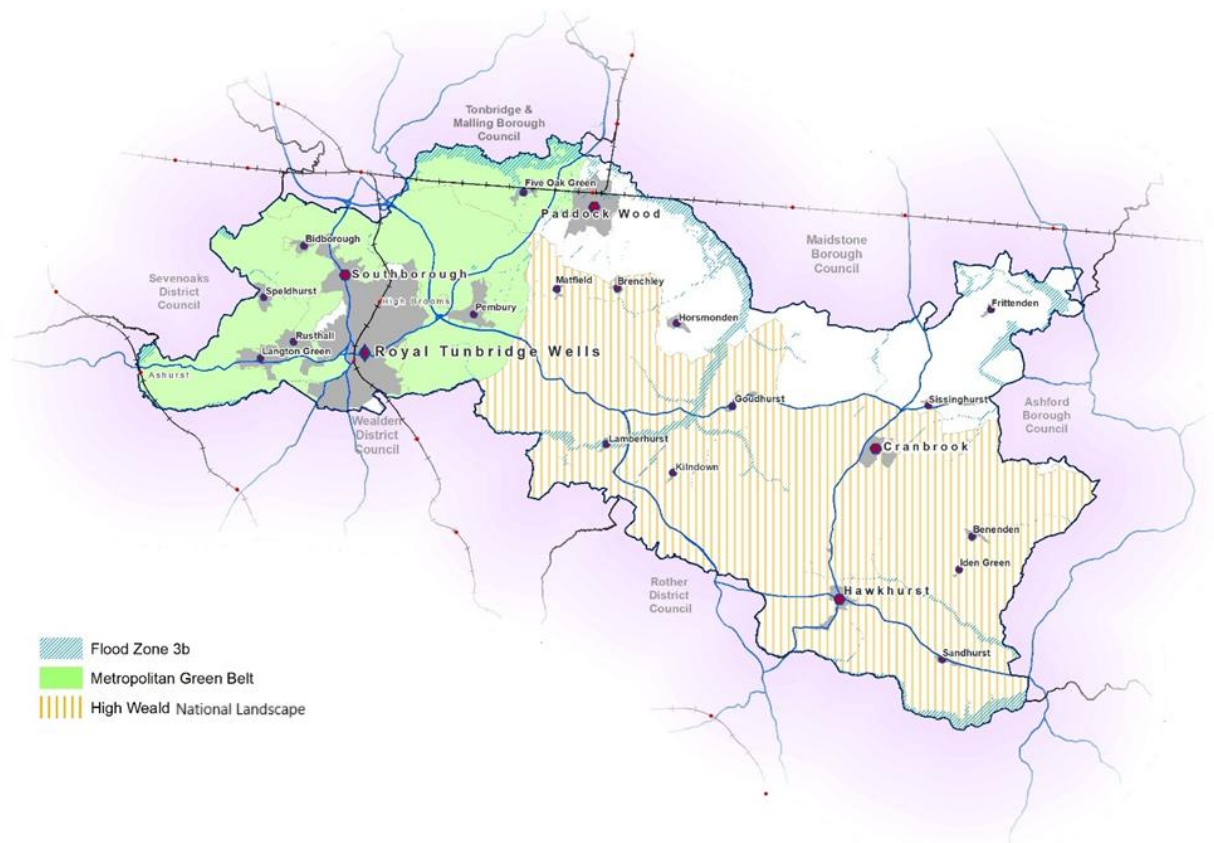 Tonbridge &
Malling Borough
Council
Five Oak Green
Paddock Wood
Maidstone
Borough
Council
Bidborough
Southborough
Sevenoaks
District
Council
Speldhurst
High Brooms
Pembury
Matfield
Brenchley
Horsmonden
Frittenden
Rusthall
Langton Green
Royal Tunbridge Wells
Ashurst
Wealden
District
Council
Goudhurst
Sissinghurst
Ashford
Borough
Council
Lamberhurst
Kilndown
Cranbrook
Benenden
Iden Green
Rother
District
Council
Hawkhurst
Sandhurst
Flood Zone 3b
Metropolitan Green Belt
High Weald National Landscape